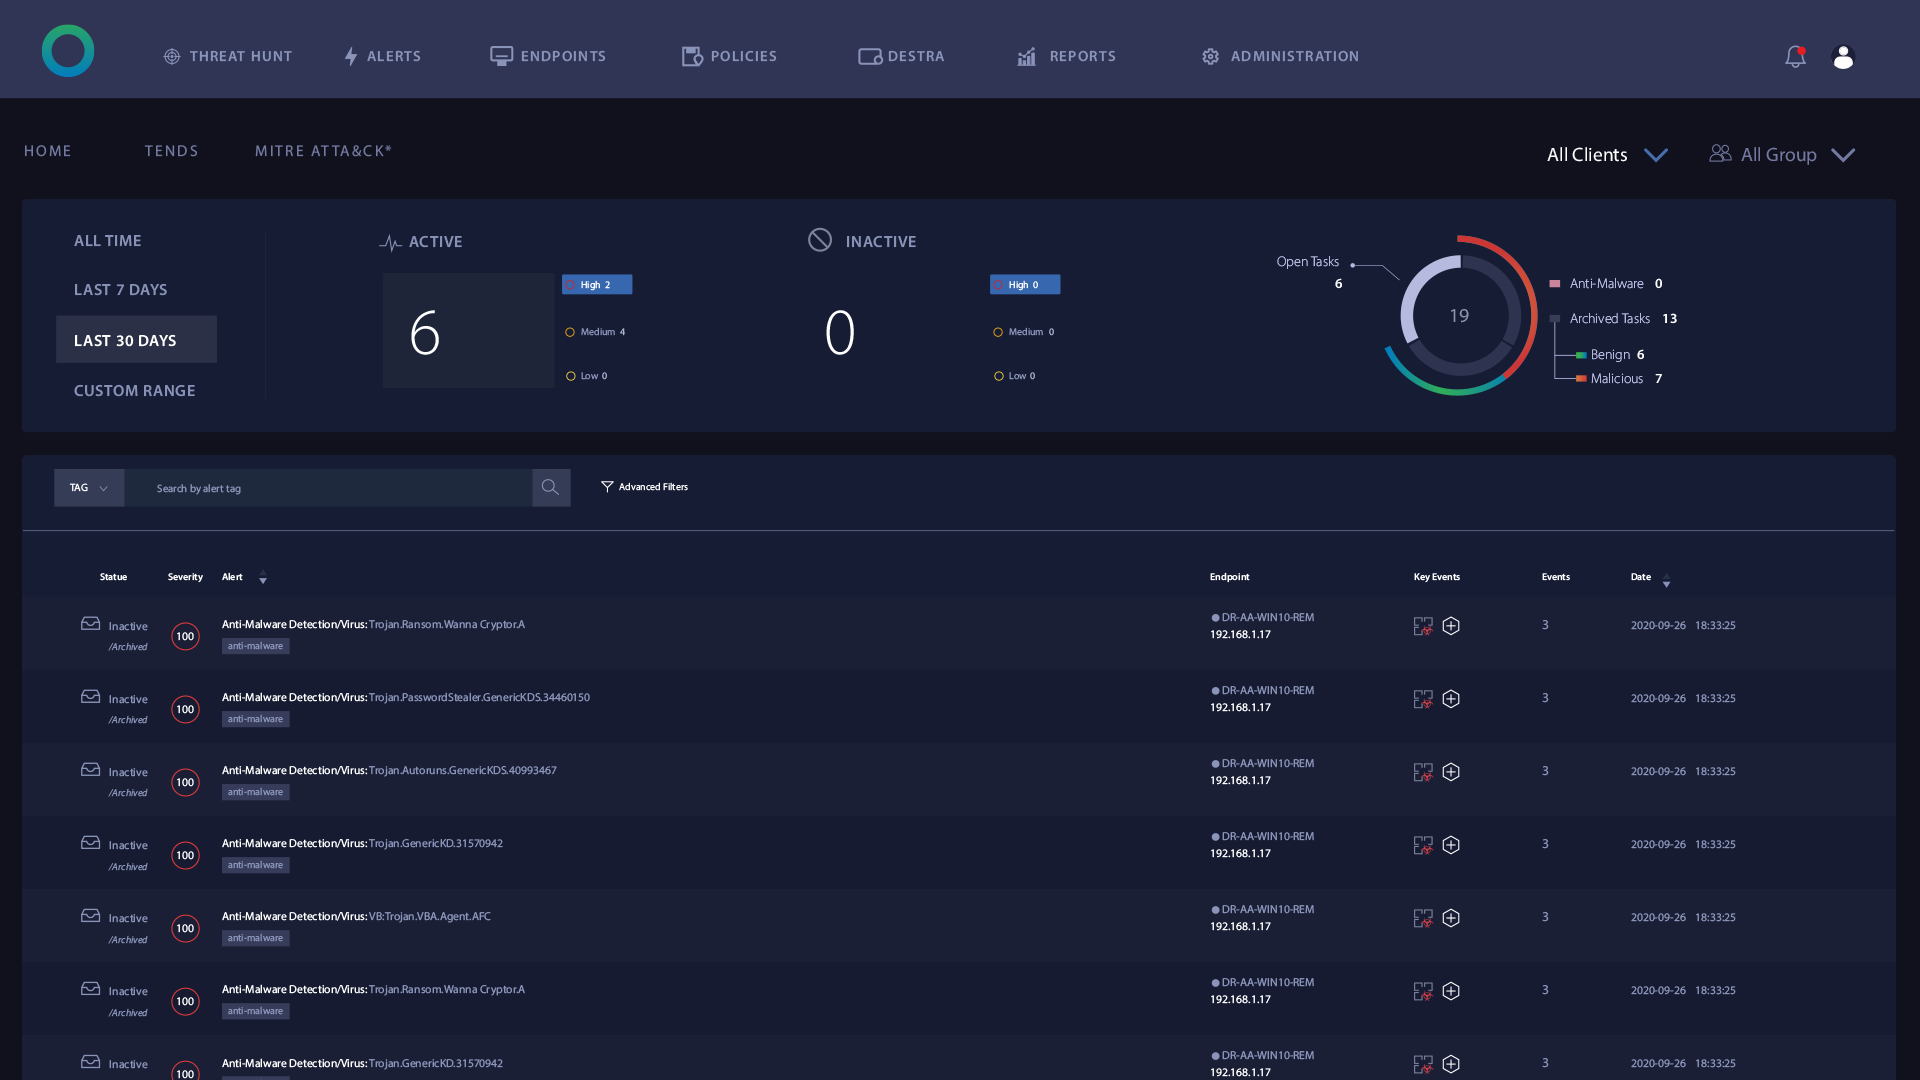 THREAT HUNT ALERTS ENDPOINTS POLICIES DESTRA REPORTS ADMINISTRATION
HOME TENDS MITRE ATTA&CK* All Clients All Group
ALL TIME
LAST 7 DAYS
LAST 30 DAYS
CUSTOM RANGE
ACTIVE
6
High 2
Medium 4
Low 0
INACTIVE
0
High 0
Medium 0
Low 0
Open Tasks
6
19
Anti-Malware 0
Archived Tasks 13
Benign 6
Malicious 7
TAG Search by alert tag Advanced Filters
Statue Severity Alert Endpoint Key Events Events Date
Inactive
/Archived
100
Anti-Malware Detection/Virus: Trojan.Ransom.Wanna Cryptor.A
anti-malware
DR-AA-WIN10-REM
192.168.1.17
3
2020-09-26 18:33:25
Inactive
/Archived
100
Anti-Malware Detection/Virus: Trojan.PasswordStealer.GenericKDS.34460150
anti-malware
DR-AA-WIN10-REM
192.168.1.17
3
2020-09-26 18:33:25
Inactive
/Archived
100
Anti-Malware Detection/Virus: Trojan.Autoruns.GenericKDS.40993467
anti-malware
DR-AA-WIN10-REM
192.168.1.17
3
2020-09-26 18:33:25
Inactive
/Archived
100
Anti-Malware Detection/Virus: Trojan.GenericKD.31570942
anti-malware
DR-AA-WIN10-REM
192.168.1.17
3
2020-09-26 18:33:25
Inactive
/Archived
100
Anti-Malware Detection/Virus: VB:Trojan.VBA.Agent.AFC
anti-malware
DR-AA-WIN10-REM
192.168.1.17
3
2020-09-26 18:33:25
Inactive
/Archived
100
Anti-Malware Detection/Virus: Trojan.Ransom.Wanna Cryptor.A
anti-malware
DR-AA-WIN10-REM
192.168.1.17
3
2020-09-26 18:33:25
Inactive
100
Anti-Malware Detection/Virus: Trojan.GenericKD.31570942
DR-AA-WIN10-REM
192.168.1.17
3
2020-09-26 18:33:25